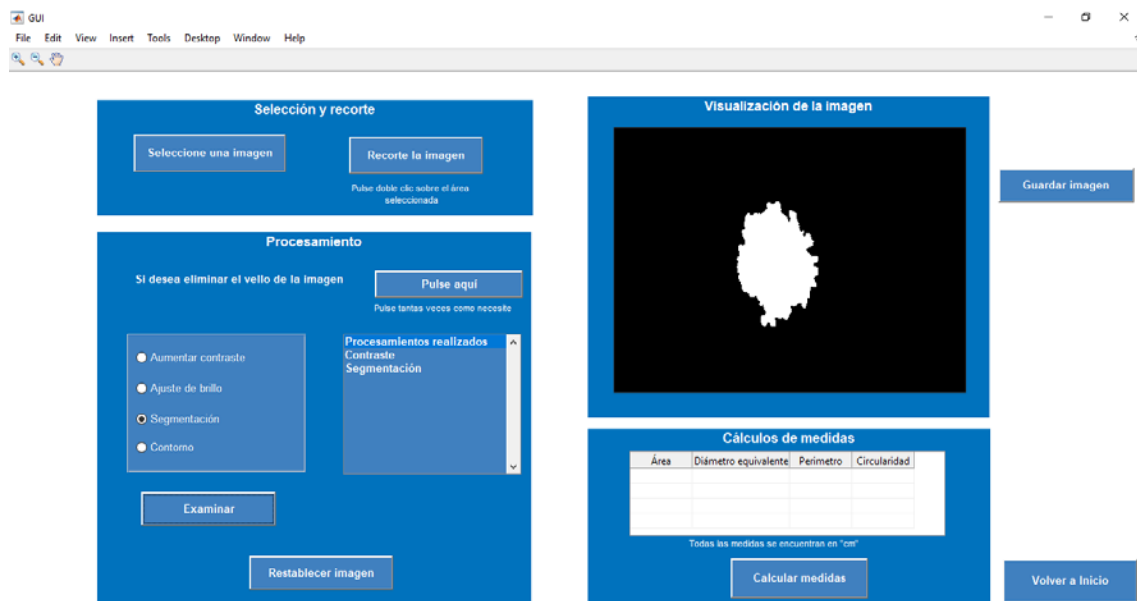 GUI
File Edit View Insert Tools Desktop Window Help
Selección y recorte
Seleccione una imagen
Recorte la imagen
Pulse doble clic sobre el área
seleccionada
Procesamiento
Si desea eliminar el vello de la imagen
Pulse aquí
Pulse tantas veces como necesite
Aumentar contraste
Ajuste de brillo
Segmentación
Contorno
Procesamientos realizados
Contraste
Segmentación
Examinar
Restablecer imagen
Visualización de la imagen
Guardar imagen
Cálculos de medidas
Área Diámetro equivalente Perímetro Circularidad
Todas las medidas se encuentran en "cm"
Calcular medidas
Volver a Inicio